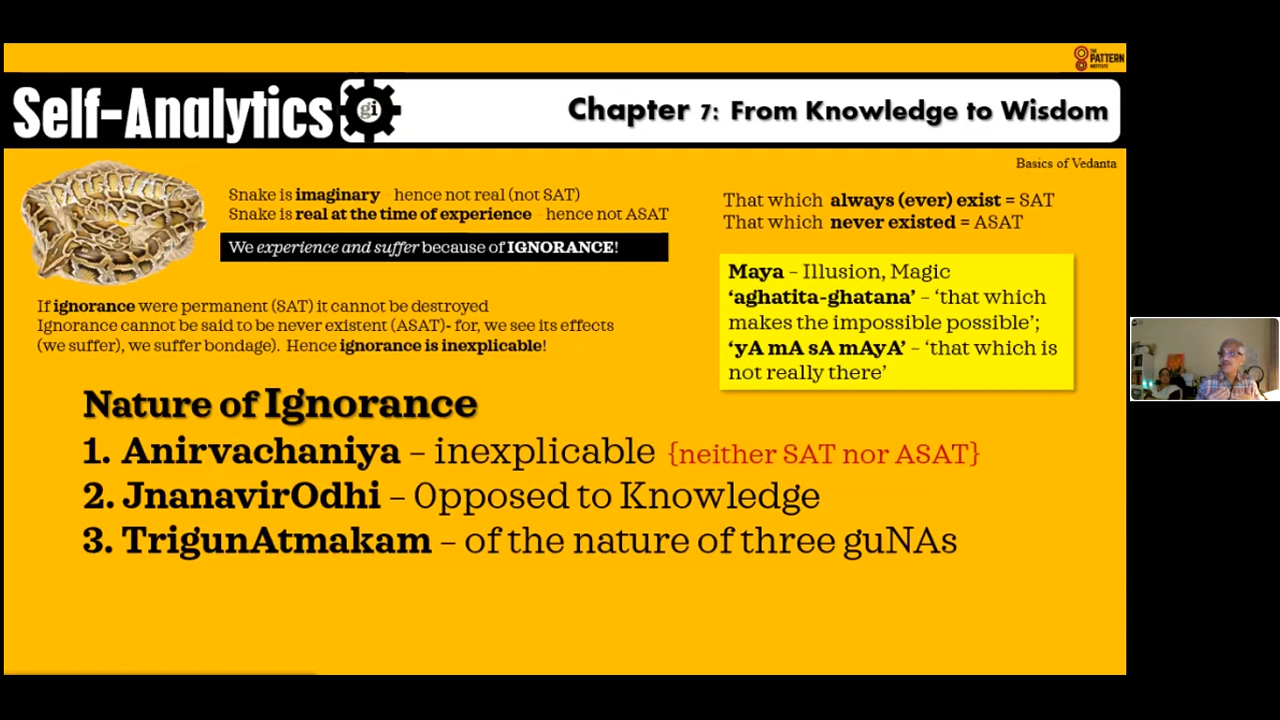 THE
PATTERN
INSTITUTE
Self-Analytics
gi
Chapter 7: From Knowledge to Wisdom
Basics of Vedanta
Snake is imaginary - hence not real (not SAT)
Snake is real at the time of experience - hence not ASAT
We experience and suffer because of IGNORANCE!
That which always (ever) exist = SAT
That which never existed = ASAT
Maya – Illusion, Magic
‘aghatita-ghatana’ – ‘that which
makes the impossible possible’;
‘yA mA sA mAyA’ – ‘that which is
not really there’
If ignorance were permanent (SAT) it cannot be destroyed
Ignorance cannot be said to be never existent (ASAT)- for, we see its effects
(we suffer), we suffer bondage). Hence ignorance is inexplicable!
Nature of Ignorance
1. Anirvachaniya – inexplicable {neither SAT nor ASAT}
2. JnanavirOdhi – Opposed to Knowledge
3. TrigunAtmakam – of the nature of three guNAs